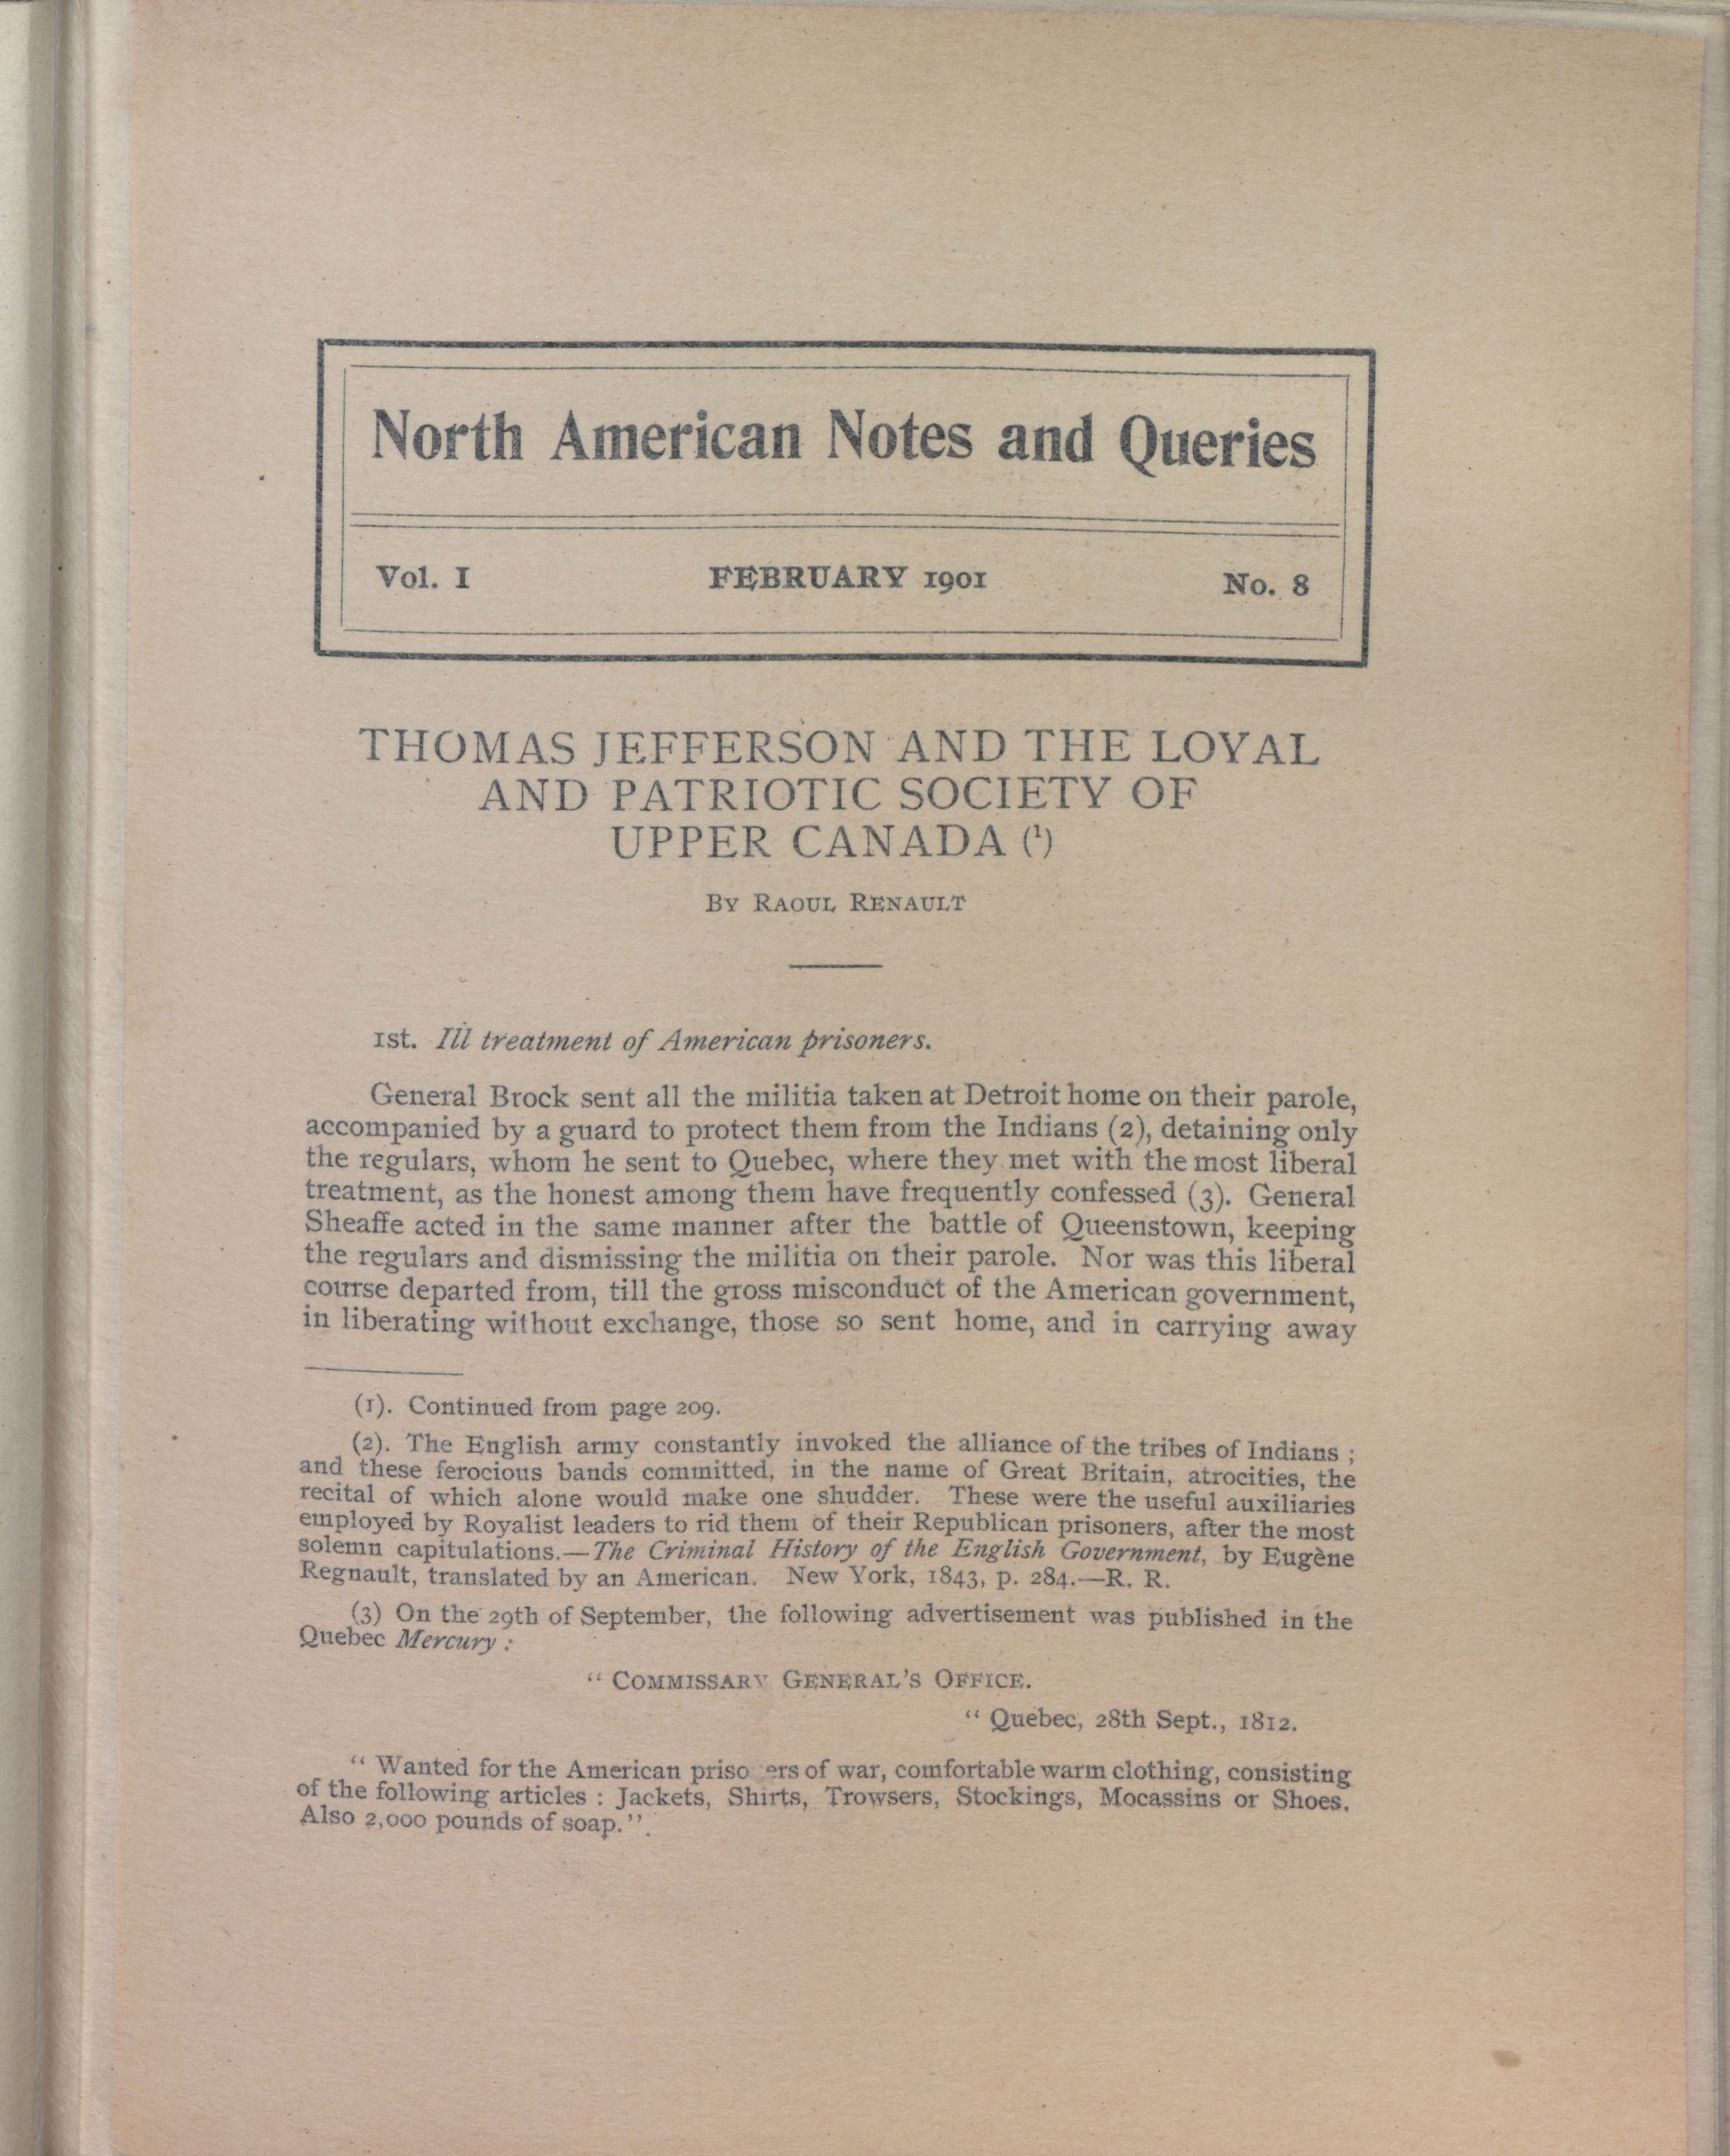 North American Notes and Queries
Vol. I FEBRUARY 1901 No. 8
THOMAS JEFFERSON AND THE LOYAL
AND PATRIOTIC SOCIETY OF
UPPER CANADA (1)
BY RAOUL RENAULT
1st. Ill treatment of American prisoners.
General Brock sent all the militia taken at Detroit home on their parole,
accompanied by a guard to protect them from the Indians (2), detaining only
the regulars, whom he sent to Quebec, where they met with the most liberal
treatment, as the honest among them have frequently confessed (3). General
Sheaffe acted in the same manner after the battle of Queenstown, keeping
the regulars and dismissing the militia on their parole. Nor was this liberal
course departed from, till the gross misconduct of the American government,
in liberating without exchange, those so sent home, and in carrying away
(1). Continued from page 209.
(2). The English army constantly invoked the alliance of the tribes of Indians ;
and these ferocious bands committed, in the name of Great Britain, atrocities, the
recital of which alone would make one shudder. These were the useful auxiliaries
employed by Royalist leaders to rid them of their Republican prisoners, after the most
solemn capitulations.—The Criminal History of the English Government, by Eugène
Regnault, translated by an American. New York, 1843, p. 284.—R. R.
(3) On the 29th of September, the following advertisement was published in the
Quebec Mercury :
" COMMISSARY GENERAL'S OFFICE.
" Quebec, 28th Sept., 1812.
" Wanted for the American priso ers of war, comfortable warm clothing, consisting
of the following articles : Jackets, Shirts, Trowsers, Stockings, Mocassins or Shoes.
Also 2,000 pounds of soap."